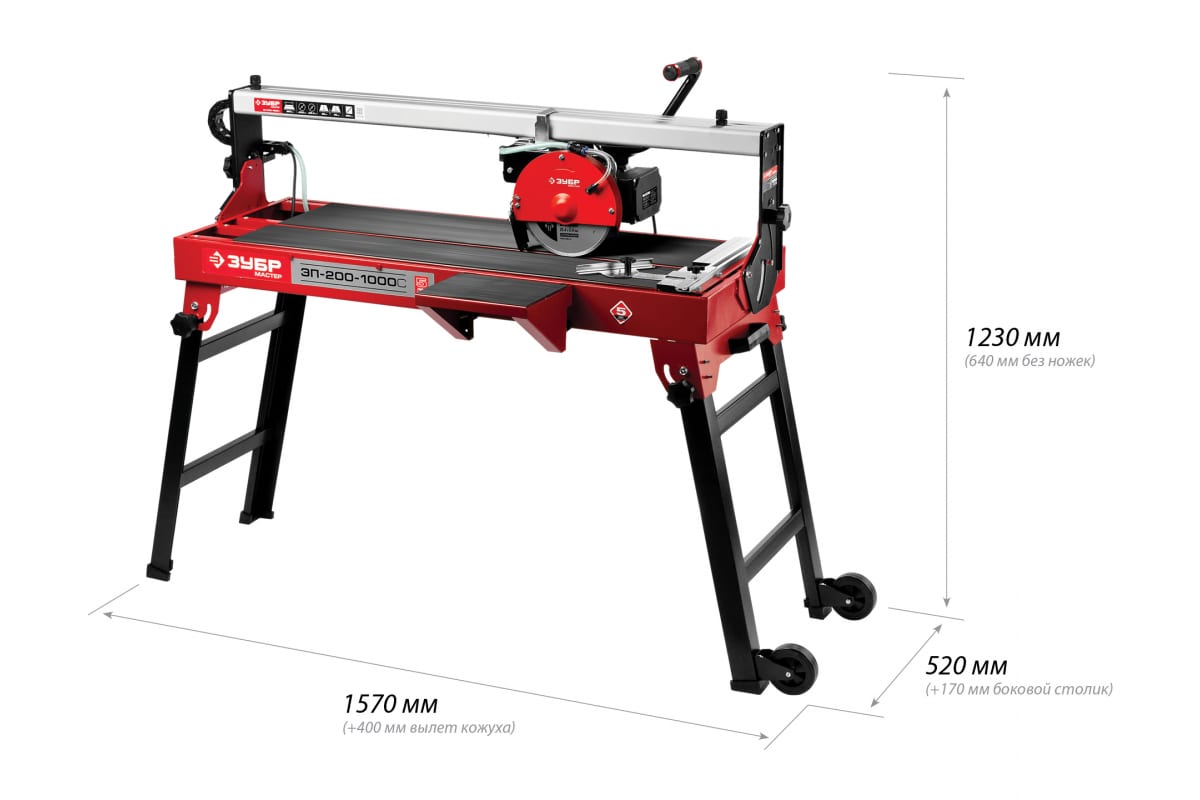 ЗУБР
ЗУБР
ЗУБР
МАСТЕР
ЭП-200-1000С
5
1230 мм
(640 мм без ножек)
520 мм
(+170 мм боковой столик)
1570 мм
(+400 мм вылет кожуха)